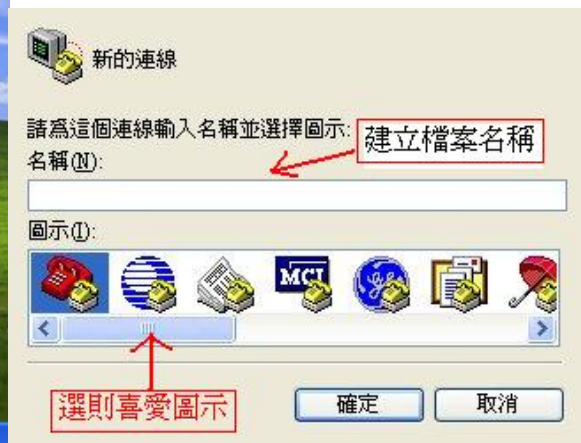 新的連線
請為這個連線輸入名稱並選擇圖示:
建立檔案名稱
名稱(N):
圖示(I):
MCI
選則喜愛圖示
確定
取消